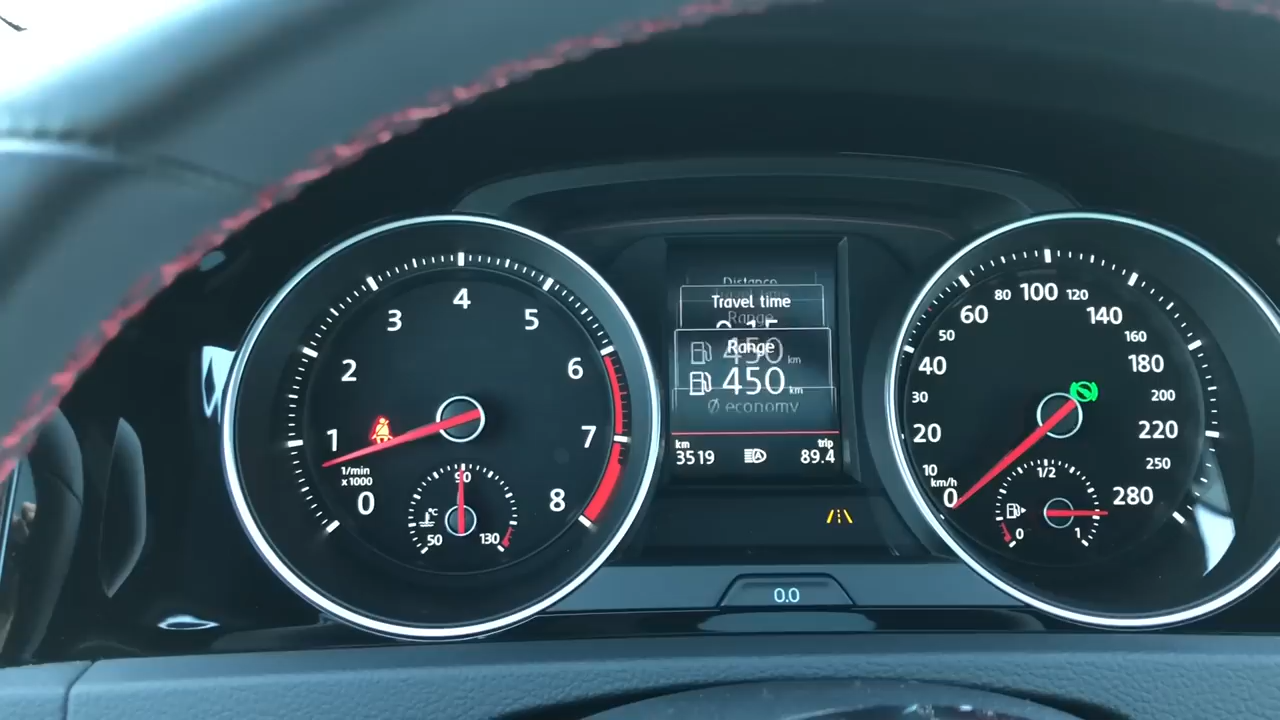 4
3
5
2
6
1
7
1/min
x1000
0
8
90
°C
50
130
Distance
Travel time
Range
450 km
Range
450 km
Ø economy
km
3519
trip
89.4
0.0
80
100
120
60
140
50
160
40
180
30
200
20
220
10
250
km/h
0
280
1/2
0
1